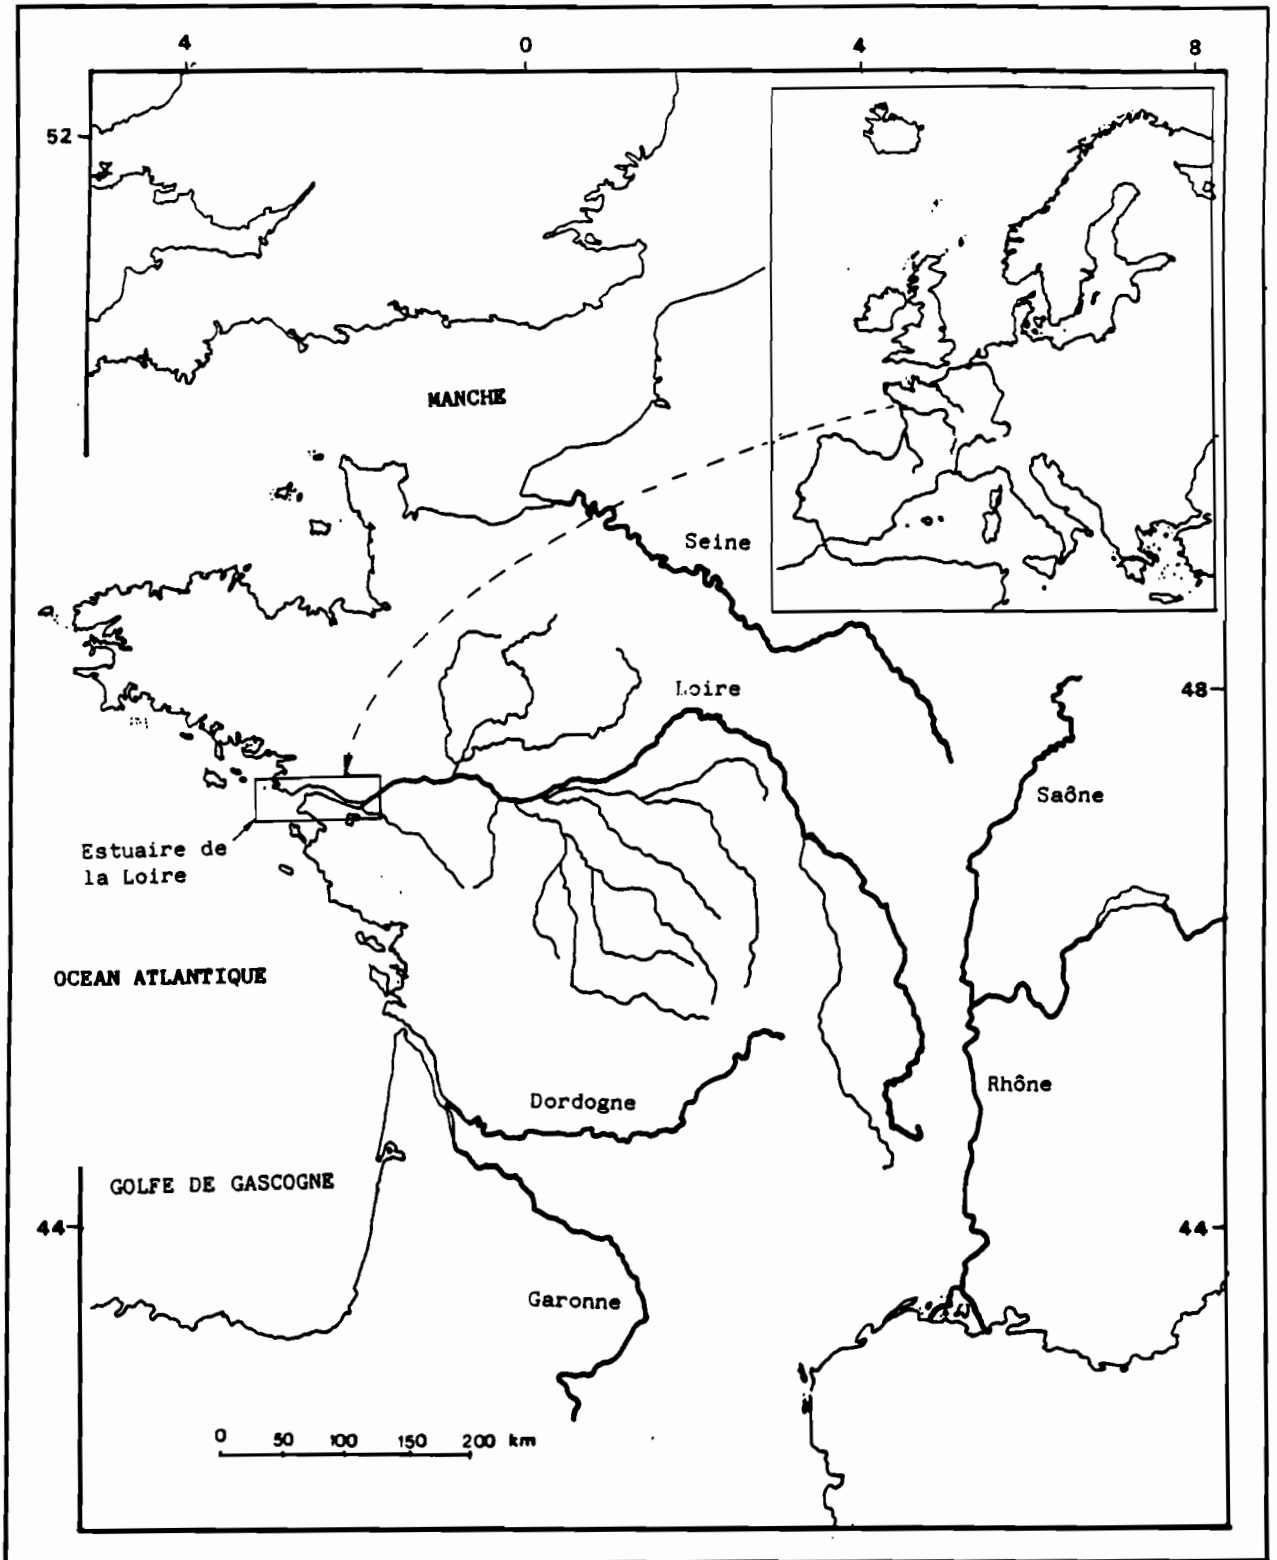 4 0 4 8
52
MANCHE
Seine
Loire
48
Saône
Estuaire de
la Loire
OCEAN ATLANTIQUE
Rhône
Dordogne
GOLFE DE GASCOGNE
44 44
Garonne
0 50 100 150 200 km